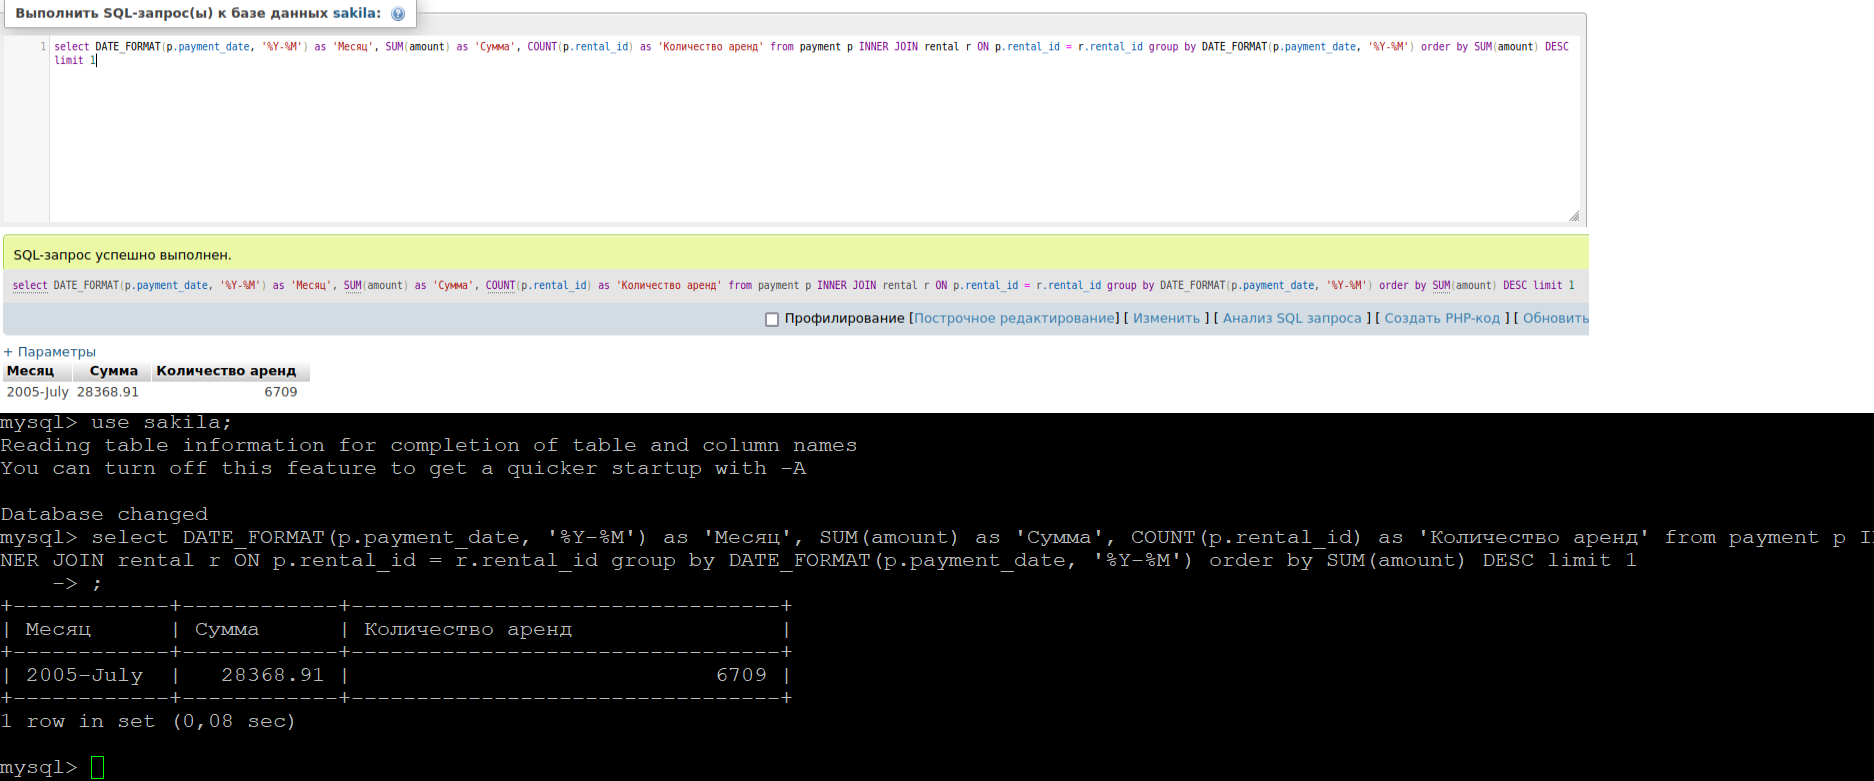 Выполнить SQL-запрос(ы) к базе данных sakila:
1 select DATE_FORMAT(p.payment_date, '%Y-%M') as 'Месяц', SUM(amount) as 'Сумма', COUNT(p.rental_id) as 'Количество аренд' from payment p INNER JOIN rental r ON p.rental_id = r.rental_id group by DATE_FORMAT(p.payment_date, '%Y-%M') order by SUM(amount) DESC
limit 1
SQL-запрос успешно выполнен.
select DATE_FORMAT(p.payment_date, '%Y-%M') as 'Месяц', SUM(amount) as 'Сумма', COUNT(p.rental_id) as 'Количество аренд' from payment p INNER JOIN rental r ON p.rental_id = r.rental_id group by DATE_FORMAT(p.payment_date, '%Y-%M') order by SUM(amount) DESC limit 1
Профилирование [Построчное редактирование] [ Изменить ] [ Анализ SQL запроса ] [ Создать PHP-код ] [ Обновить
+ Параметры
Месяц Сумма Количество аренд
2005-July 28368.91 6709
mysql> use sakila;
Reading table information for completion of table and column names
You can turn off this feature to get a quicker startup with -A
Database changed
mysql> select DATE_FORMAT(p.payment_date, '%Y-%M') as 'Месяц', SUM(amount) as 'Сумма', COUNT(p.rental_id) as 'Количество аренд' from payment p IN
NER JOIN rental r ON p.rental_id = r.rental_id group by DATE_FORMAT(p.payment_date, '%Y-%M') order by SUM(amount) DESC limit 1
-> ;
+------------+------------+---------------------------------+
| Месяц | Сумма | Количество аренд |
+------------+------------+---------------------------------+
| 2005-July | 28368.91 | 6709 |
+------------+------------+---------------------------------+
1 row in set (0,08 sec)
mysql>